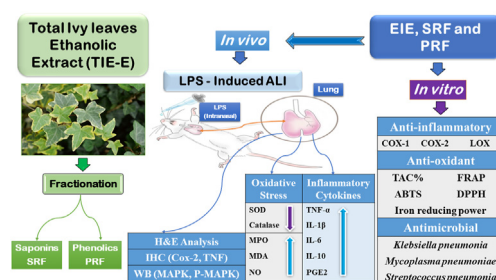 Total Ivy leaves
Ethanolic
Extract (TIE-E)
Fractionation
Saponins
SRF
Phenolics
PRF
In vivo
LPS - Induced ALI
LPS
(Intranasal)
Lung
H&E Analysis
IHC (Cox-2, TNF)
WB (MAPK, P-MAPK)
Oxidative
Stress
SOD
Catalase
MPO
MDA
NO
Inflammatory
Cytokines
TNF-α
IL-1β
IL-6
IL-10
PGE2
EIE, SRF and
PRF
In vitro
Anti-inflammatory
COX-1 COX-2 LOX
Anti-oxidant
TAC% FRAP
ABTS DPPH
Iron reducing power
Antimicrobial
Klebsiella pneumonia
Mycoplasma pneumoniae
Streptococcus pneumonia